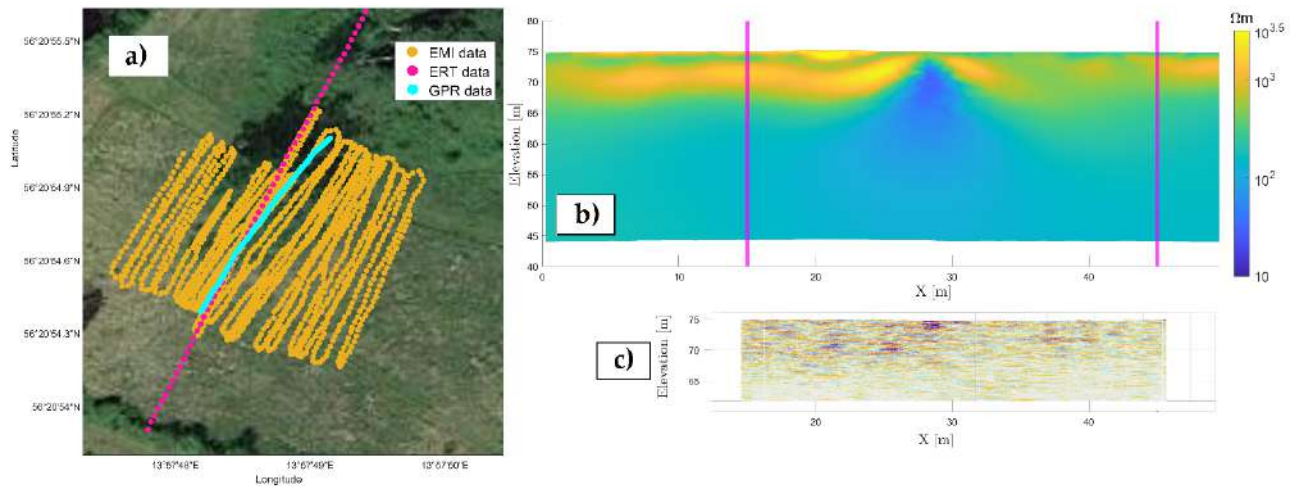 a)
EMI data
ERT data
GPR data
56°20'55.5"
56°20'55.2"
56°20'54.9"
56°20'54.6"
56°20'54.3"
56°20'54"
Latitude
13°57'48"E
13°57'49"E
13°57'50"E
Longitude
b)
80
75
70
65
60
55
50
45
40
Elevation [m]
0
10
20
30
40
X [m]
Ωm
10^3.5
10^3
10^2
10
c)
75
70
65
Elevation [m]
20
30
40
X [m]